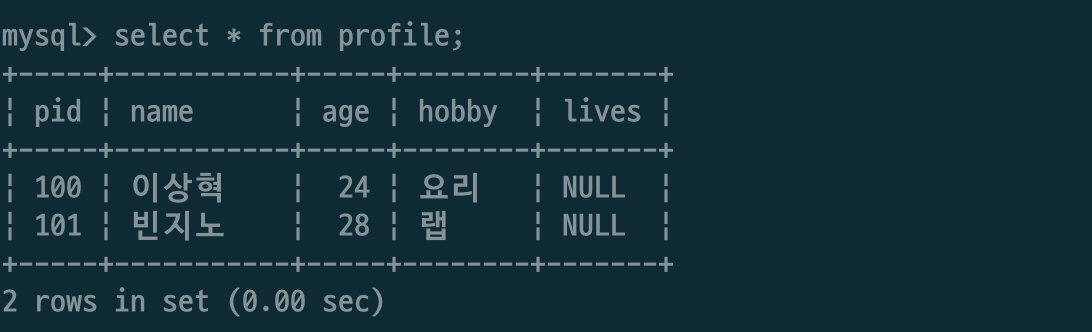 mysql> select * from profile;
+-----+-----------+-----+--------+-------+
| pid | name      | age | hobby  | lives |
+-----+-----------+-----+--------+-------+
| 100 | 이상혁    |  24 | 요리   | NULL  |
| 101 | 빈지노    |  28 | 랩     | NULL  |
+-----+-----------+-----+--------+-------+
2 rows in set (0.00 sec)